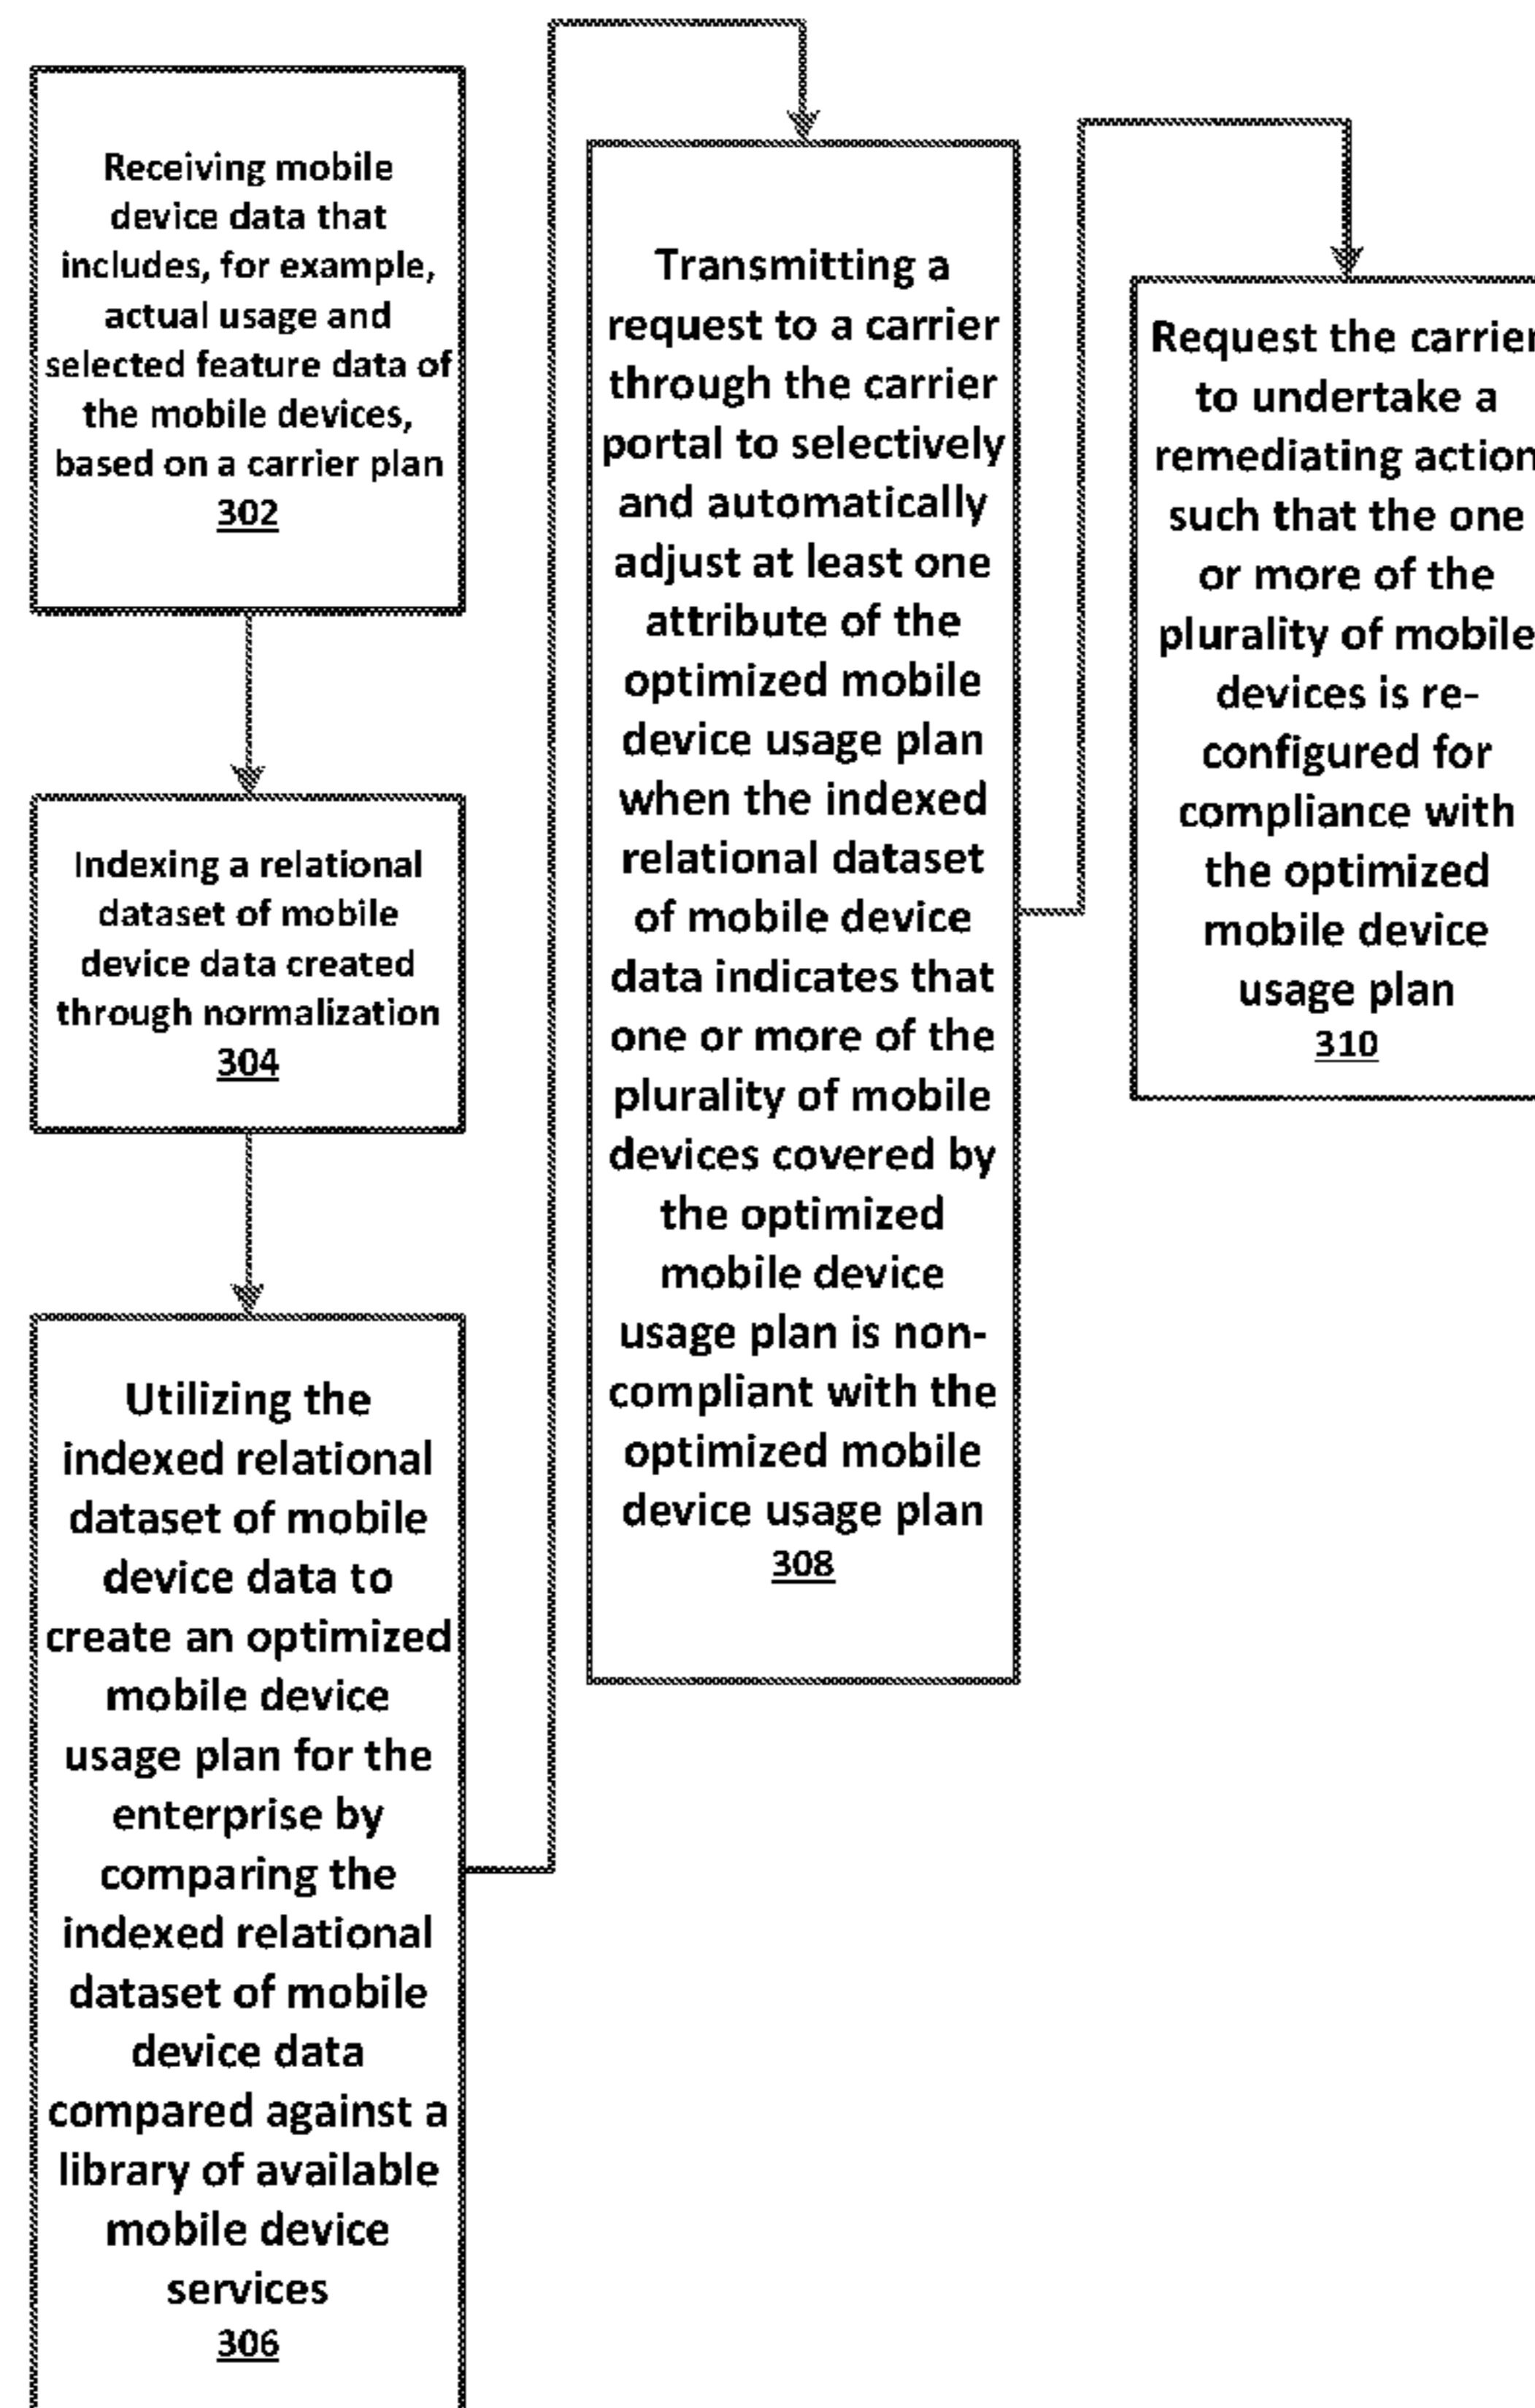 Receiving mobile
device data that
includes, for example,
actual usage and
selected feature data of
the mobile devices,
based on a carrier plan
302
Indexing a relational
dataset of mobile
device data created
through normalization
304
Utilizing the
indexed relational
dataset of mobile
device data to
create an optimized
mobile device
usage plan for the
enterprise by
comparing the
indexed relational
dataset of mobile
device data
compared against a
library of available
mobile device
services
306
Transmitting a
request to a carrier
through the carrier
portal to selectively
and automatically
adjust at least one
attribute of the
optimized mobile
device usage plan
when the indexed
relational dataset
of mobile device
data indicates that
one or more of the
plurality of mobile
devices covered by
the optimized
mobile device
usage plan is non-
compliant with the
optimized mobile
device usage plan
308
Request the carrier
to undertake a
remediating action
such that the one
or more of the
plurality of mobile
devices is re-
configured for
compliance with
the optimized
mobile device
usage plan
310